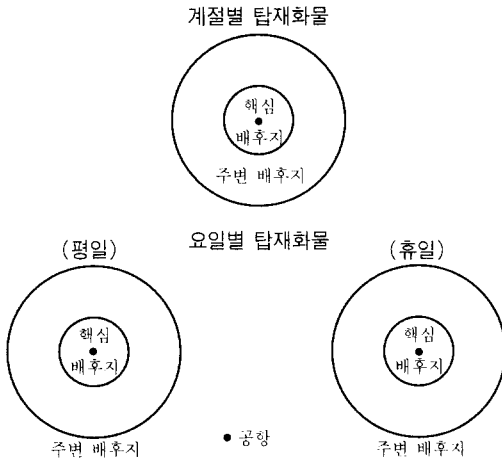 계절별 탑재화물
핵심
배후지
주변 배후지
요일별 탑재화물
(평일)
(휴일)
핵심
배후지
핵심
배후지
주변 배후지
공항
주변 배후지